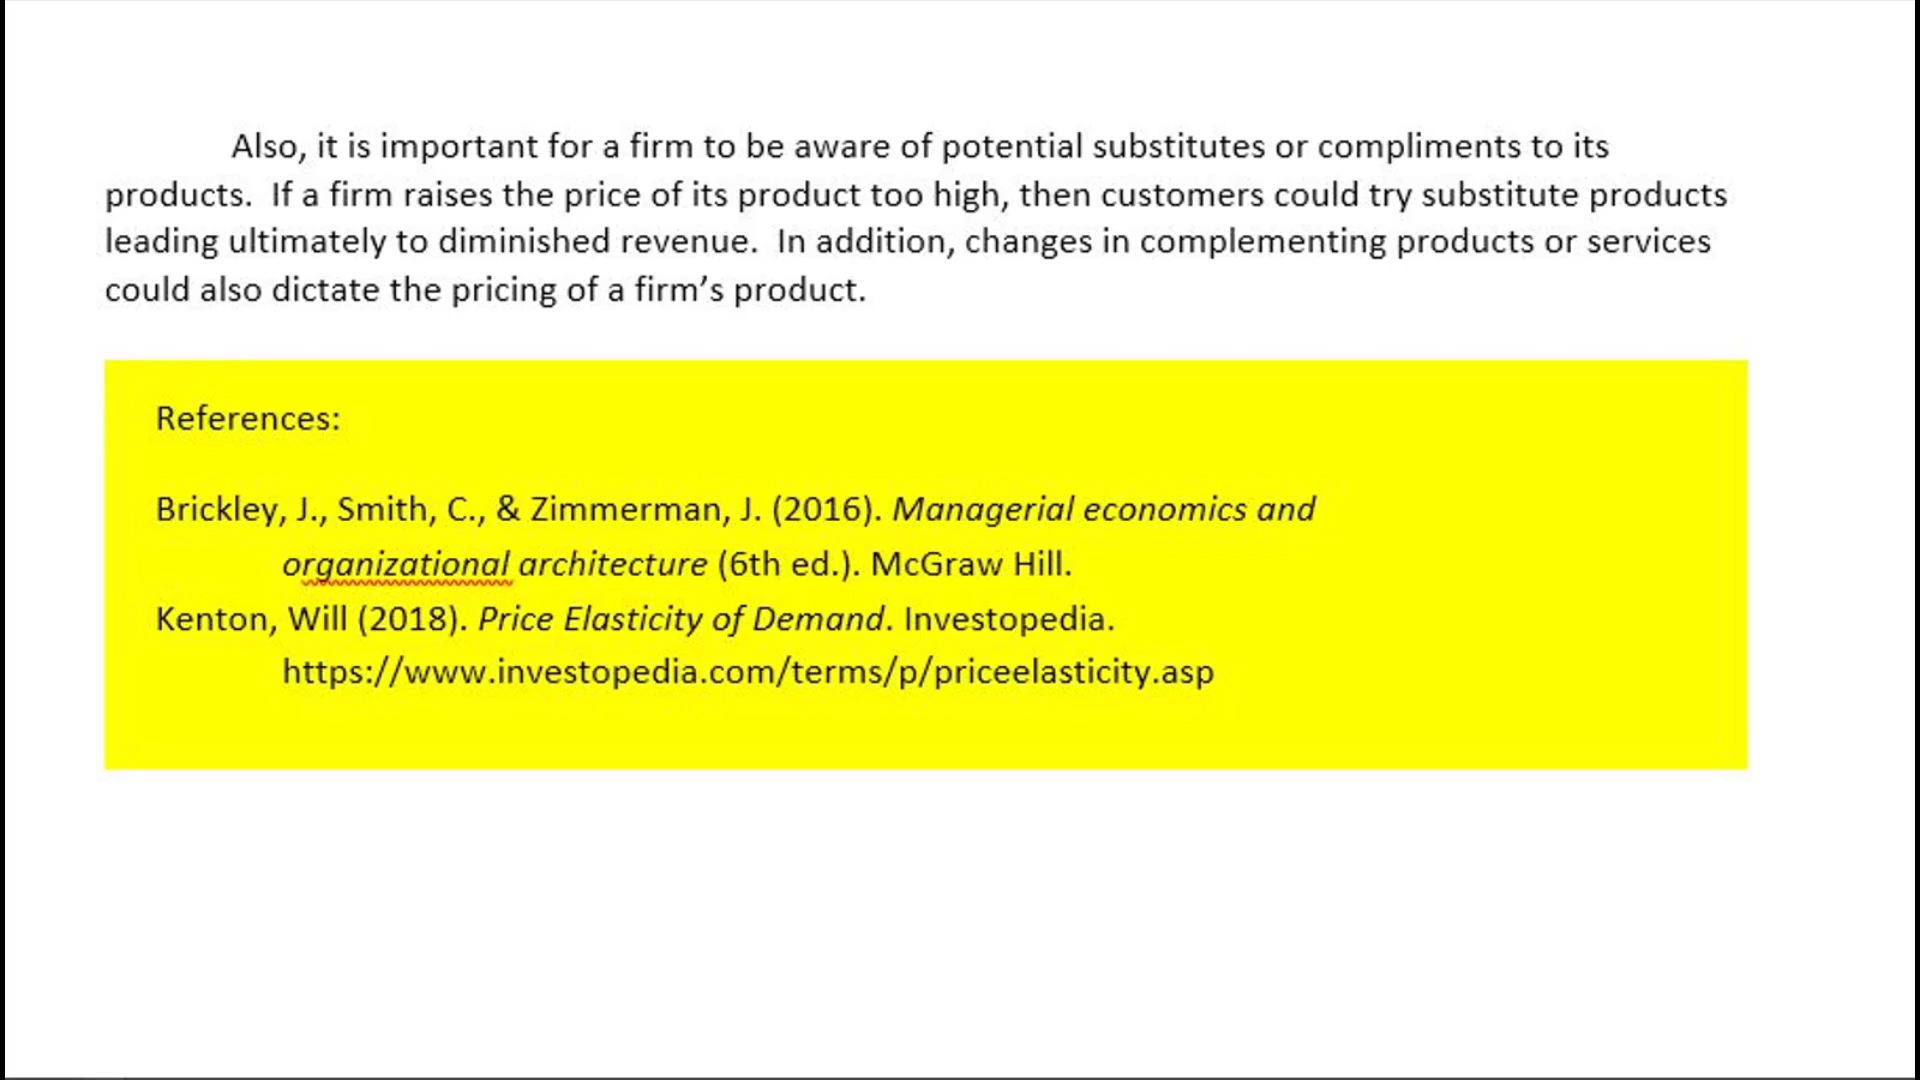 Also, it is important for a firm to be aware of potential substitutes or compliments to its
products.  If a firm raises the price of its product too high, then customers could try substitute products
leading ultimately to diminished revenue.  In addition, changes in complementing products or services
could also dictate the pricing of a firm’s product.
References:
Brickley, J., Smith, C., & Zimmerman, J. (2016). Managerial economics and
organizational architecture (6th ed.). McGraw Hill.
Kenton, Will (2018). Price Elasticity of Demand. Investopedia.
https://www.investopedia.com/terms/p/priceelasticity.asp